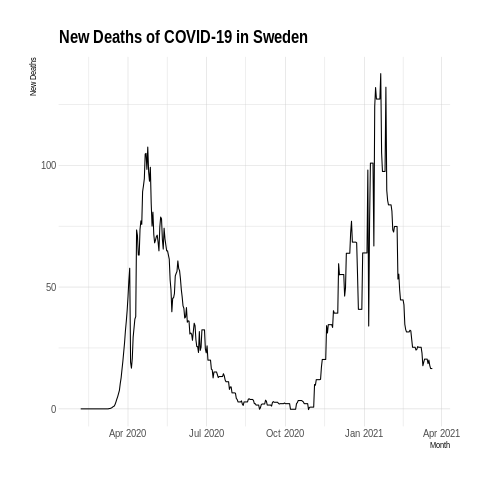 New Deaths of COVID-19 in Sweden
New Deaths
100
50
0
Apr 2020 Jul 2020 Oct 2020 Jan 2021 Apr 2021
Month